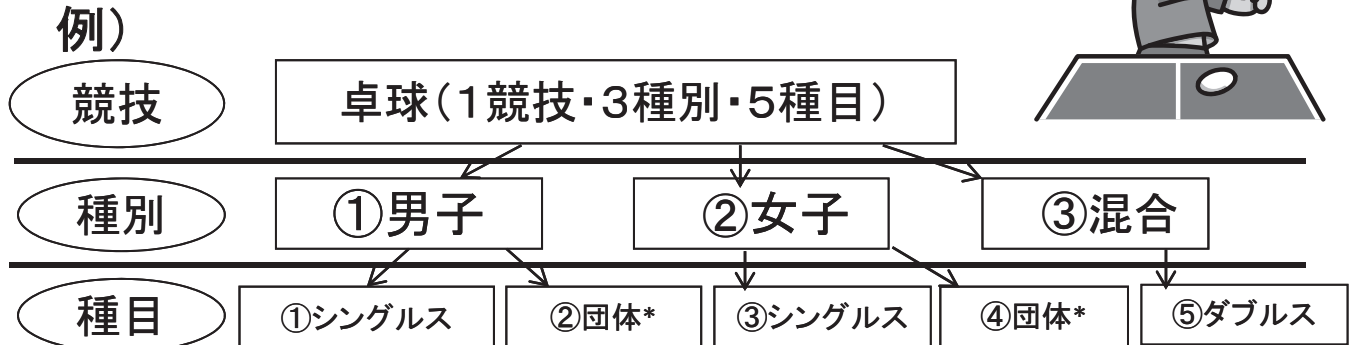 例）
競技 卓球（１競技・３種別・５種目）
種別 ①男子 ②女子 ③混合
種目 ①シングルス ②団体* ③シングルス ④団体* ⑤ダブルス